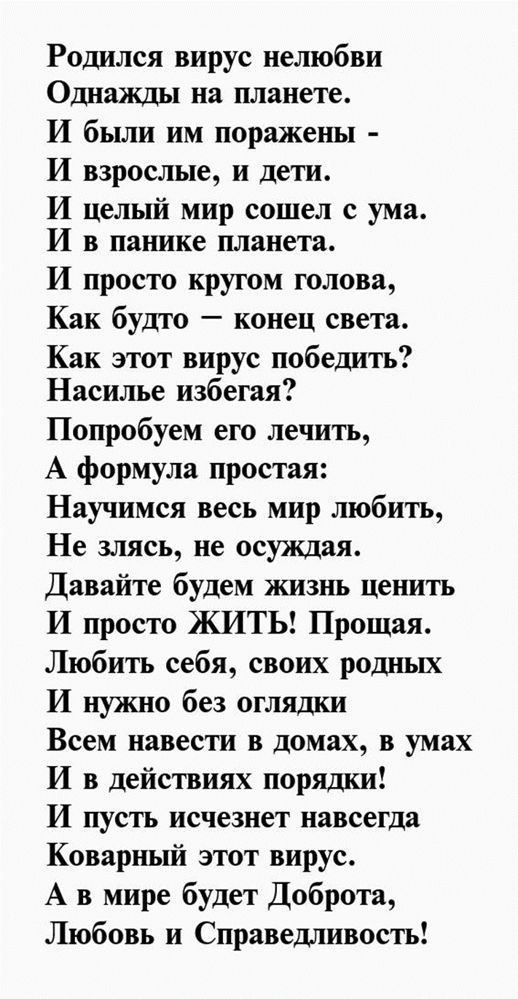 Родился вирус нелюбви
Однажды на планете.
И были им поражены -
И взрослые, и дети.
И целый мир сошел с ума.
И в панике планета.
И просто кругом голова,
Как будто – конец света.
Как этот вирус победить?
Насилье избегая?
Попробуем его лечить,
А формула простая:
Научимся весь мир любить,
Не злясь, не осуждая.
Давайте будем жизнь ценить
И просто ЖИТЬ! Прощая.
Любить себя, своих родных
И нужно без оглядки
Всем навести в домах, в умах
И в действиях порядки!
И пусть исчезнет навсегда
Коварный этот вирус.
А в мире будет Доброта,
Любовь и Справедливость!